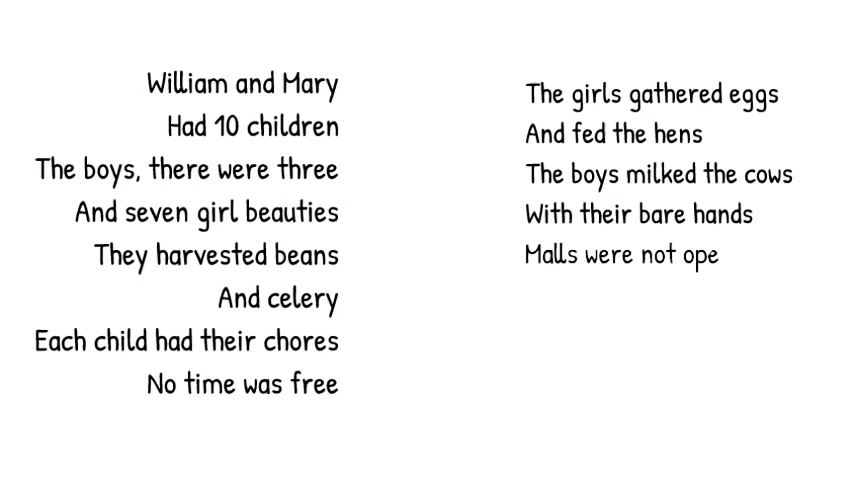 William and Mary
Had 10 children
The boys, there were three
And seven girl beauties
They harvested beans
And celery
Each child had their chores
No time was free
The girls gathered eggs
And fed the hens
The boys milked the cows
With their bare hands
Malls were not ope